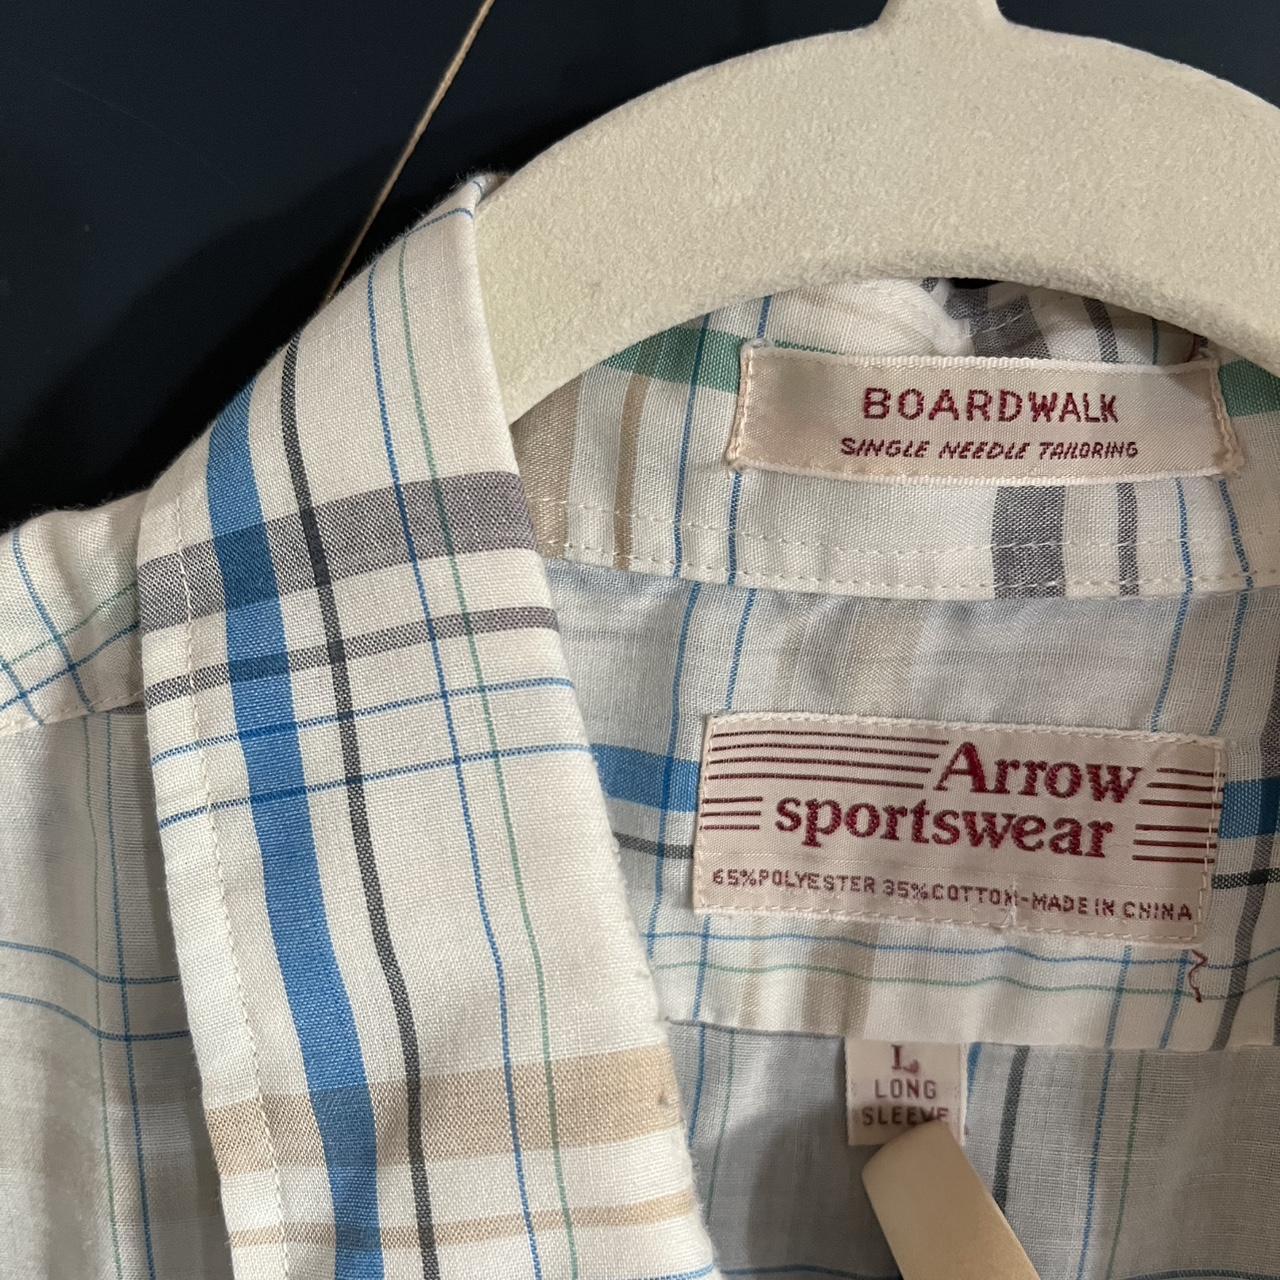 BOARDWALK
SINGLE NEEDLE TAILORING
Arrow
sportswear
65%POLYESTER 35%COTTON-MADE IN CHINA
L
LONG
SLEEVE